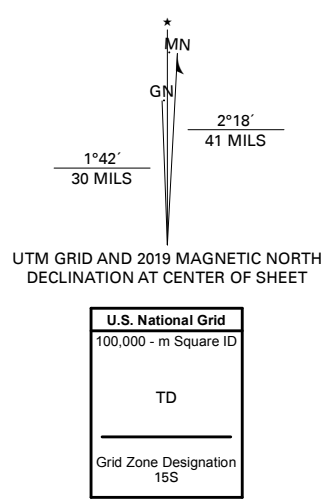 ★
MN
GN
2°18´
41 MILS
1°42´
30 MILS
UTM GRID AND 2019 MAGNETIC NORTH
DECLINATION AT CENTER OF SHEET
U.S. National Grid
100,000 - m Square ID
TD
Grid Zone Designation
15S